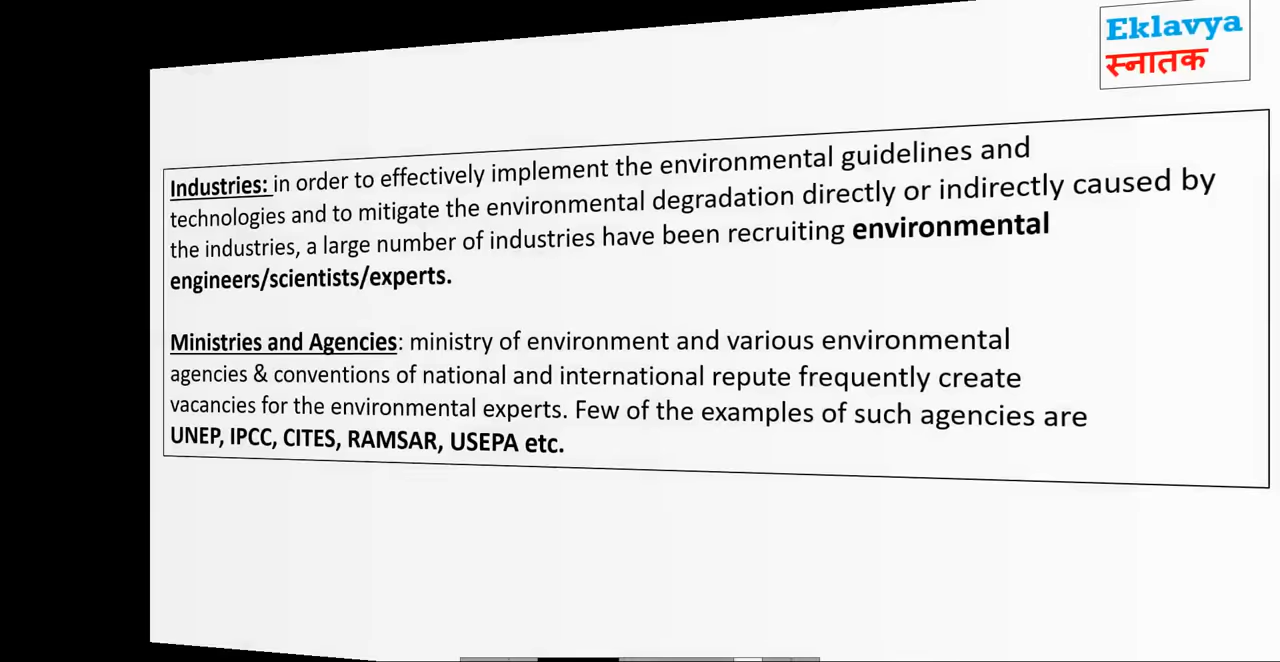 Eklavya
स्नातक
Industries: in order to effectively implement the environmental guidelines and
technologies and to mitigate the environmental degradation directly or indirectly caused by
the industries, a large number of industries have been recruiting environmental
engineers/scientists/experts.
Ministries and Agencies: ministry of environment and various environmental
agencies & conventions of national and international repute frequently create
vacancies for the environmental experts. Few of the examples of such agencies are
UNEP, IPCC, CITES, RAMSAR, USEPA etc.